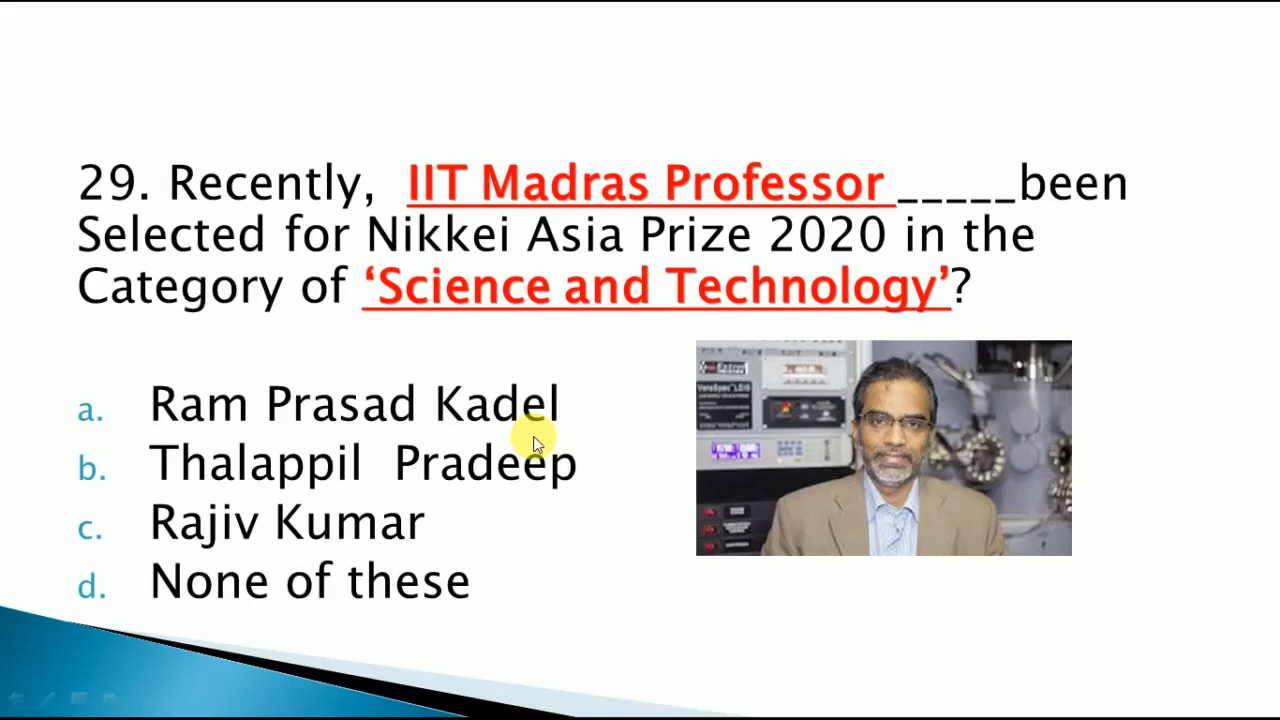 29. Recently, IIT Madras Professor _____been
Selected for Nikkei Asia Prize 2020 in the
Category of ‘Science and Technology’?
a. Ram Prasad Kadel
b. Thalappil Pradeep
c. Rajiv Kumar
d. None of these